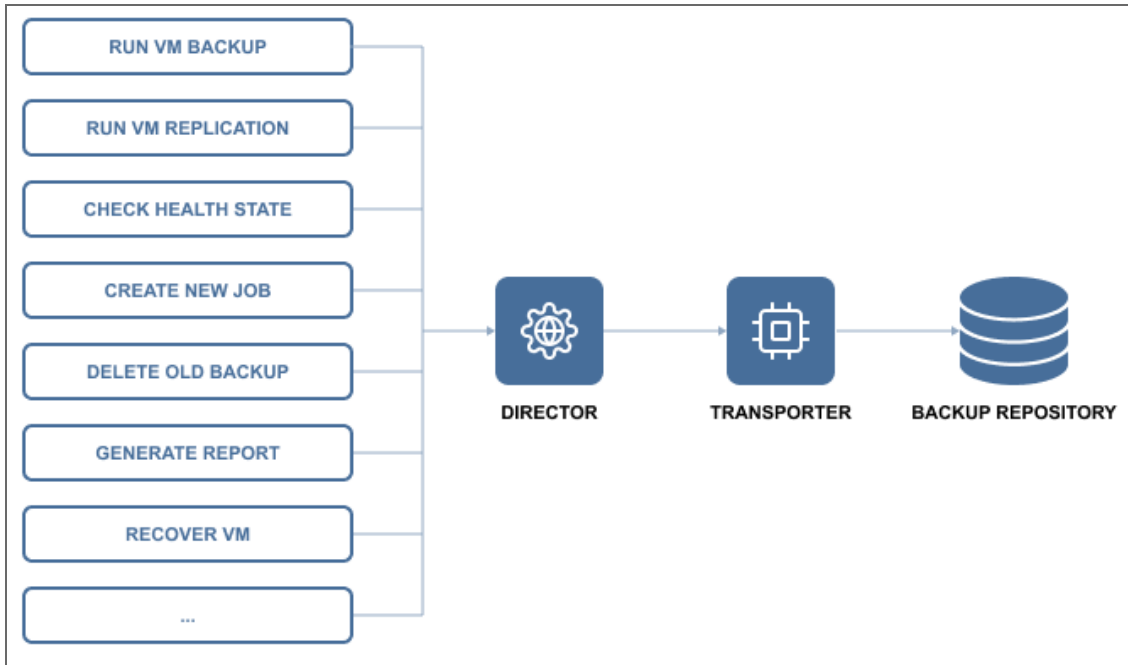 RUN VM BACKUP
RUN VM REPLICATION
CHECK HEALTH STATE
CREATE NEW JOB
DELETE OLD BACKUP
GENERATE REPORT
RECOVER VM
...
DIRECTOR
TRANSPORTER
BACKUP REPOSITORY